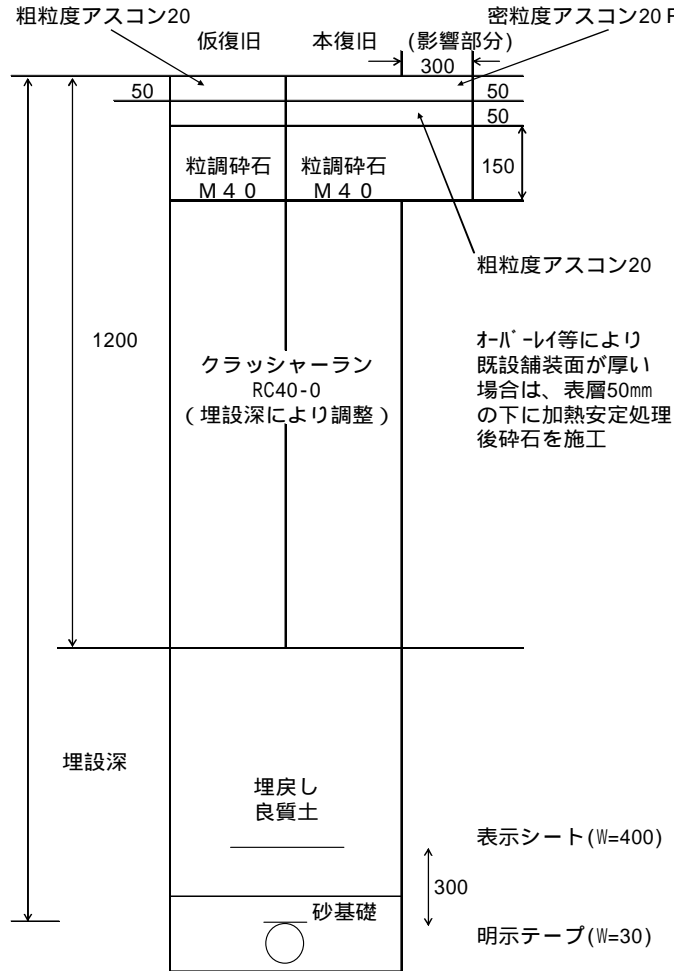 粗粒度アスコン20
密粒度アスコン20 F
仮復旧
本復旧
(影響部分)
300
50
50
50
粒調砕石
M40
粒調砕石
M40
150
粗粒度アスコン20
1200
クラッシャーラン
RC40-0
(埋設深により調整)
ｵｰﾊﾞｰﾚｲ等により
既設舗装面が厚い
場合は、表層50mm
の下に加熱安定処理
後砕石を施工
埋設深
埋戻し
良質土
表示シート(W=400)
300
砂基礎
明示テープ(W=30)